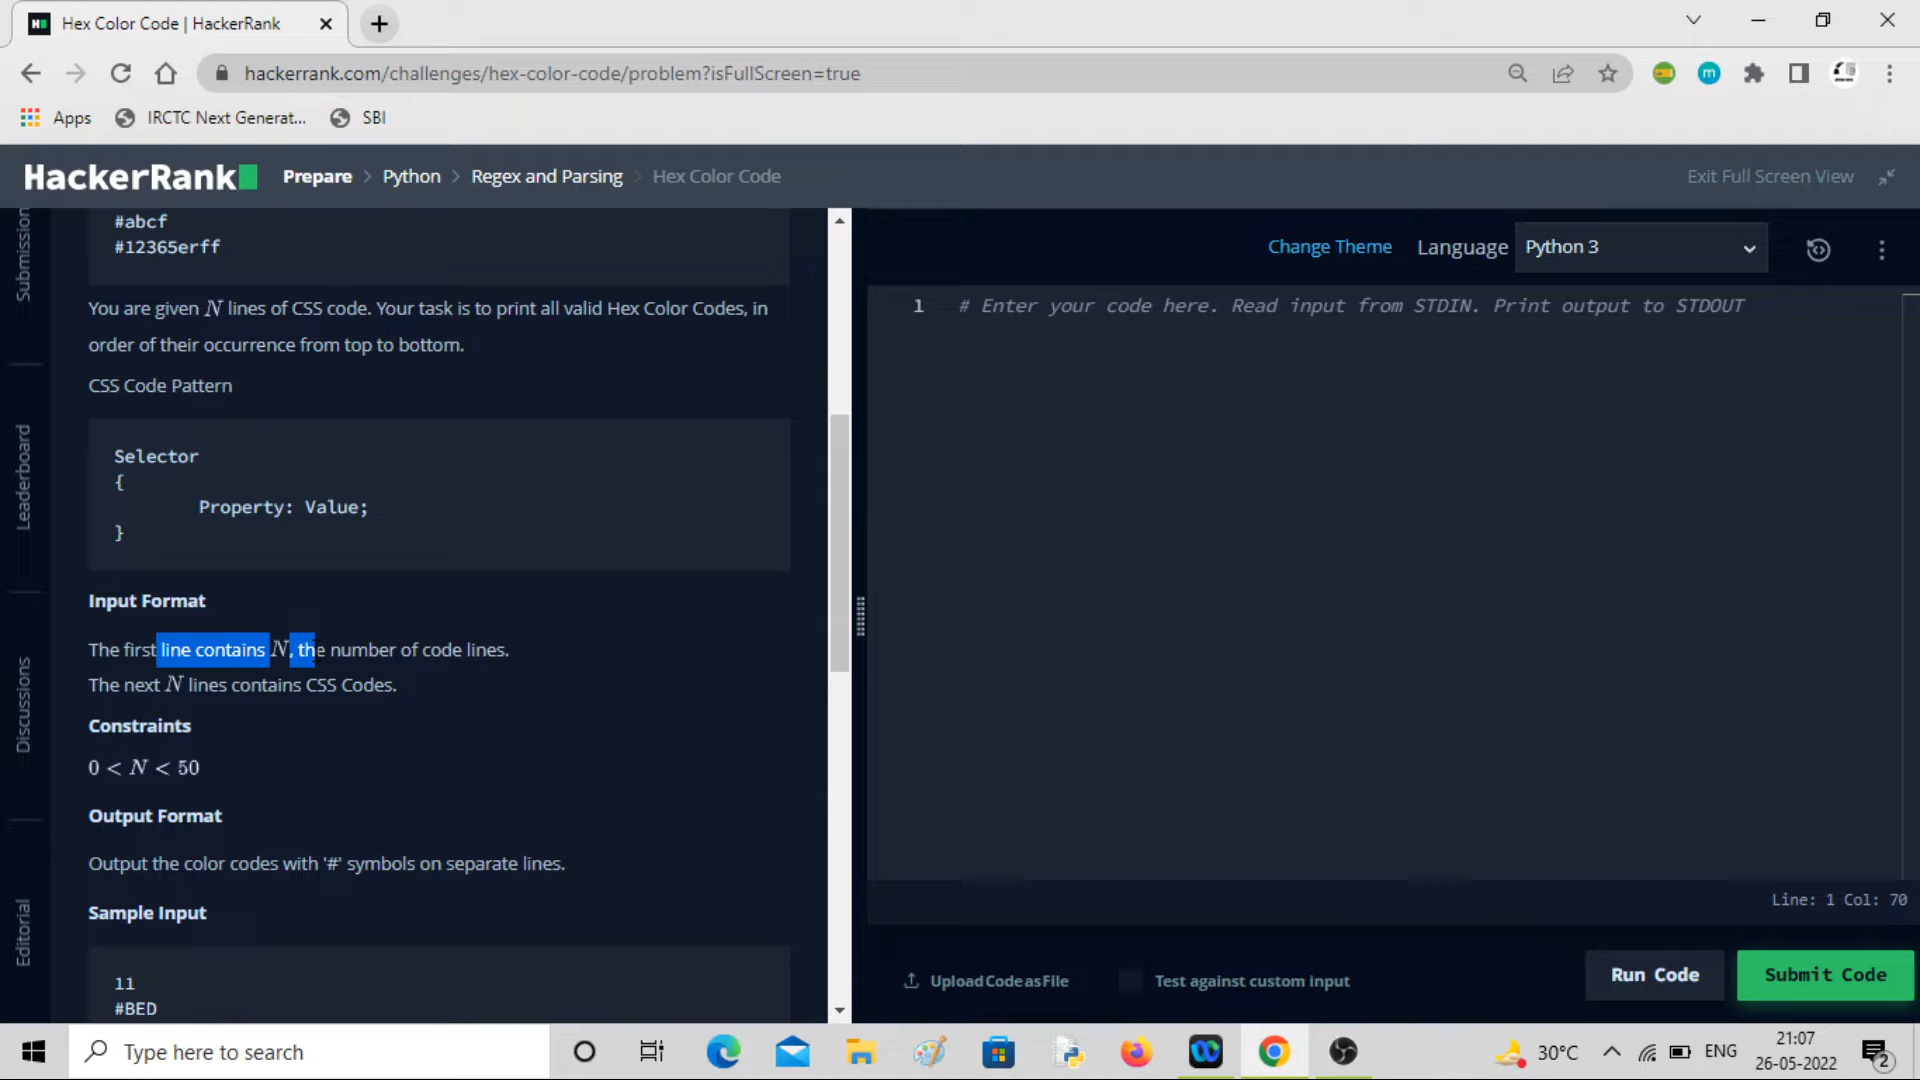 Hex Color Code | HackerRank
hackerrank.com/challenges/hex-color-code/problem?isFullScreen=true
Apps IRCTC Next Generat... SBI
HackerRank Prepare > Python > Regex and Parsing > Hex Color Code Exit Full Screen View
Submission
Leaderboard
Discussions
Editorial
#abcf
#12365erff
You are given N lines of CSS code. Your task is to print all valid Hex Color Codes, in
order of their occurrence from top to bottom.
CSS Code Pattern
Selector
{
Property: Value;
}
Input Format
The first line contains N, the number of code lines.
The next N lines contains CSS Codes.
Constraints
0 < N < 50
Output Format
Output the color codes with '#' symbols on separate lines.
Sample Input
11
#BED
Change Theme Language Python 3
1 # Enter your code here. Read input from STDIN. Print output to STDOUT
Line: 1 Col: 70
Upload Code as File Test against custom input Run Code Submit Code
Type here to search
30°C ENG
21:07
26-05-2022
2